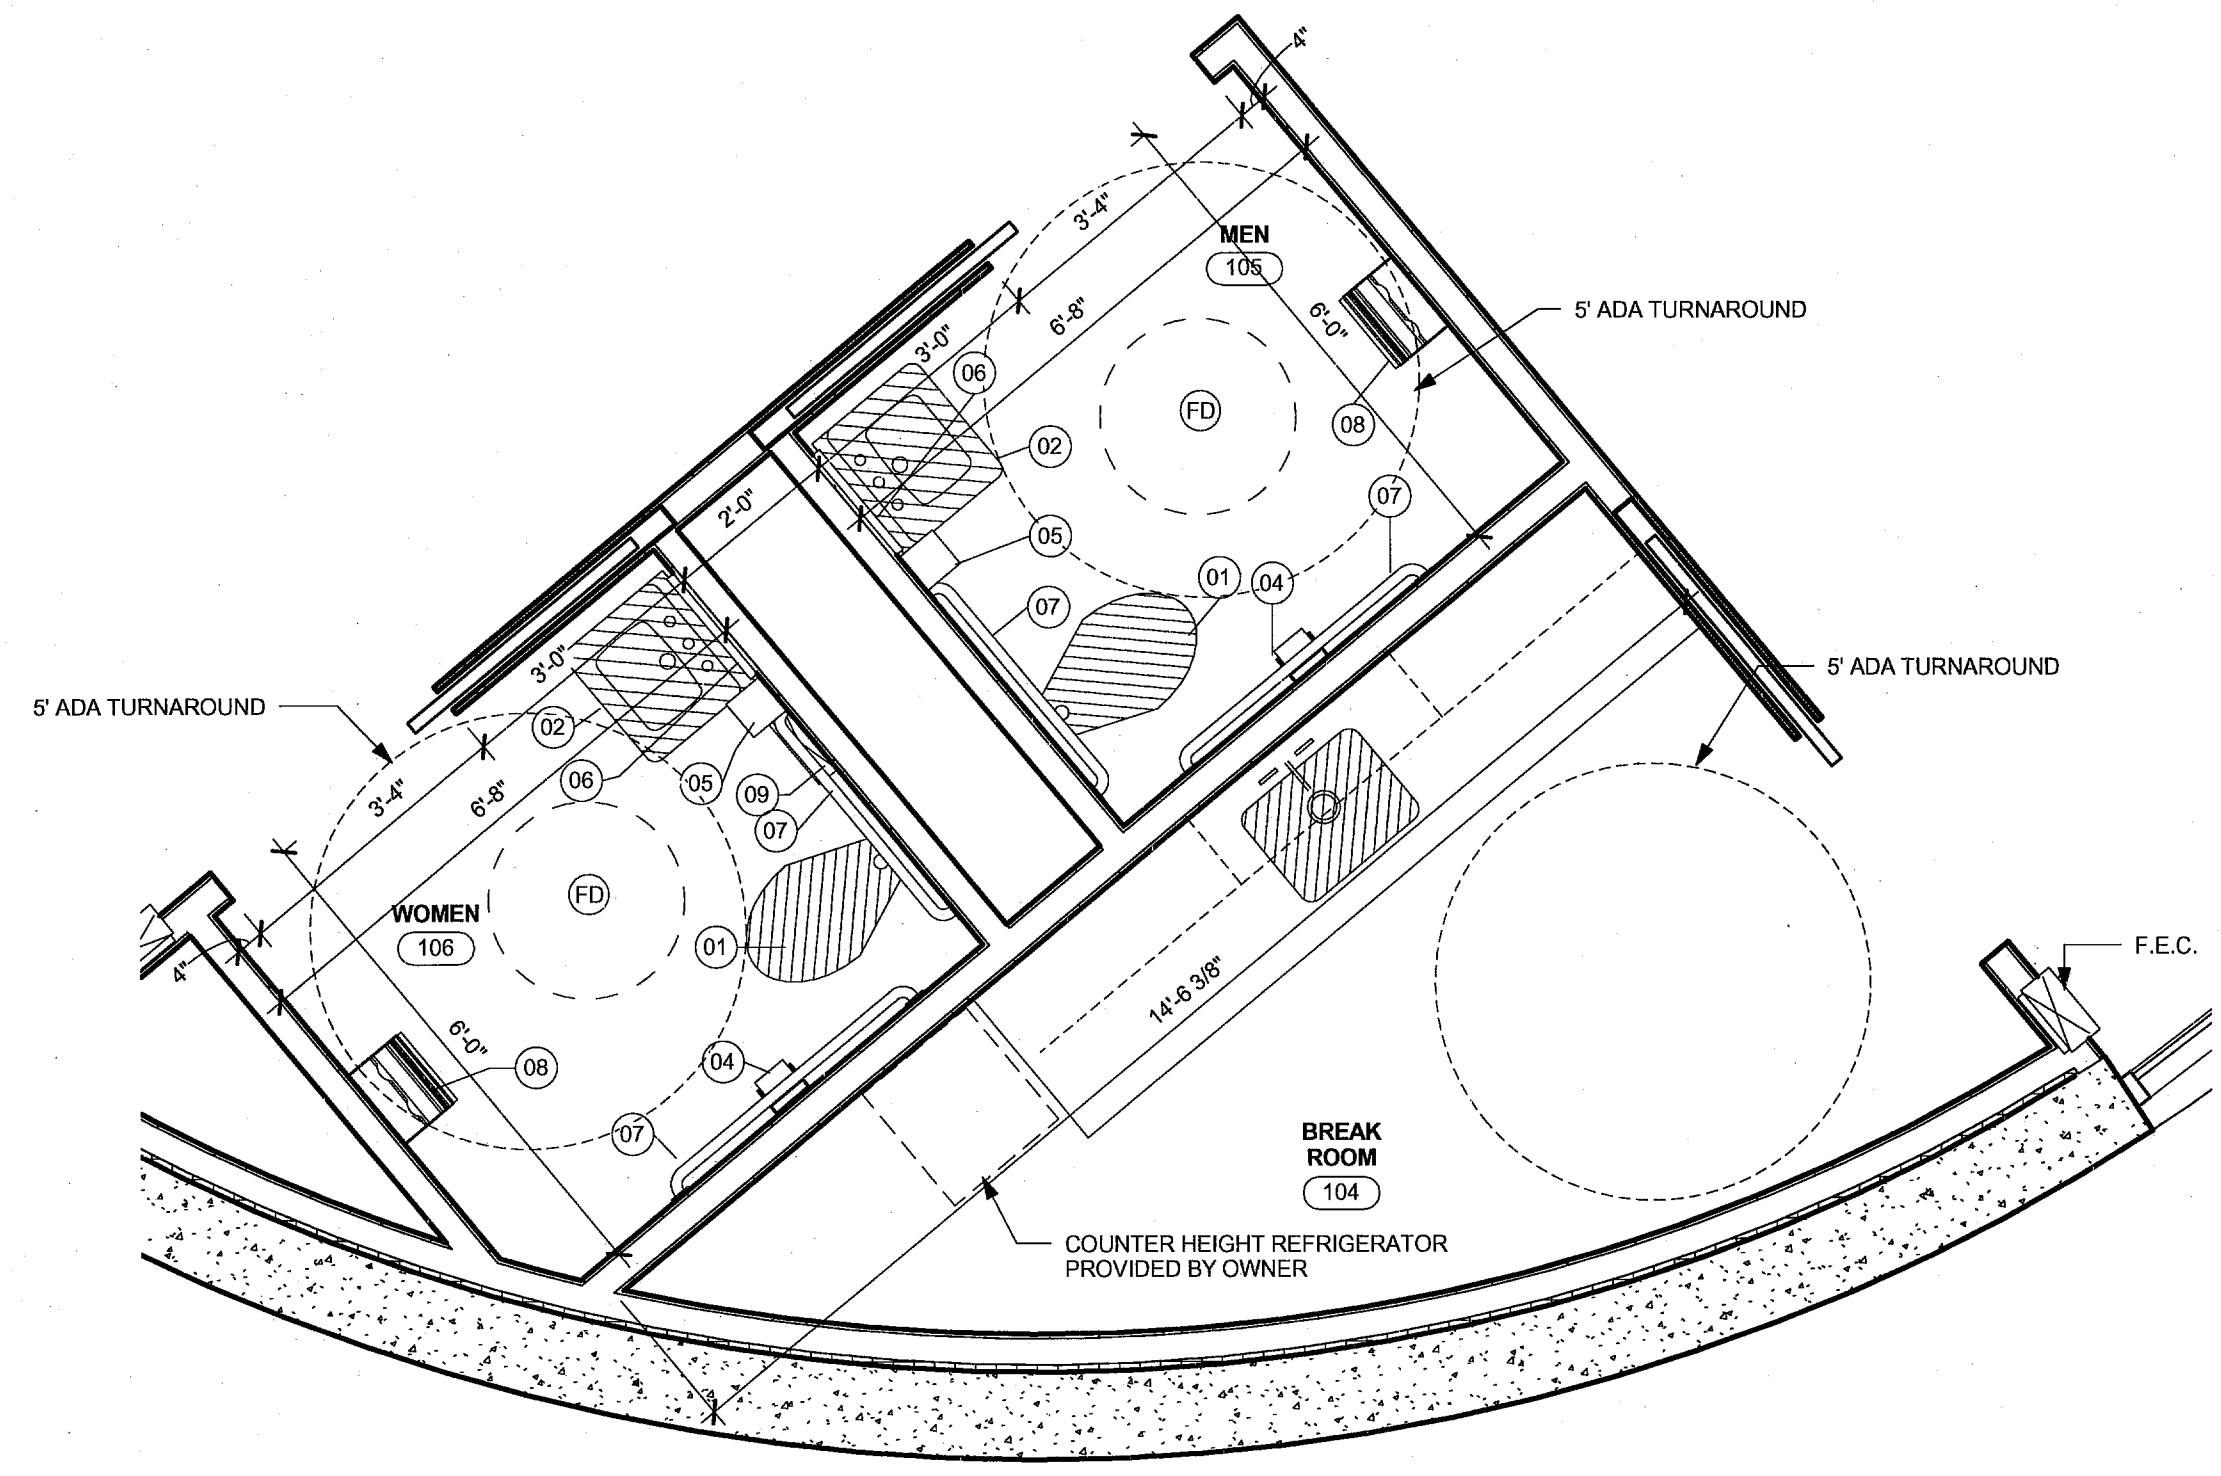 4"
3'-4"
MEN
105
6'-8"
6'-0"
5' ADA TURNAROUND
3'-0"
06
FD
08
02
07
2'-0"
05
01
04
07
5' ADA TURNAROUND
3'-0"
5' ADA TURNAROUND
02
06
05
09
07
3'-4"
6'-8"
FD
WOMEN
106
01
4"
F.E.C.
14'-6 3/8"
6'-0"
08
04
07
BREAK
ROOM
104
COUNTER HEIGHT REFRIGERATOR
PROVIDED BY OWNER